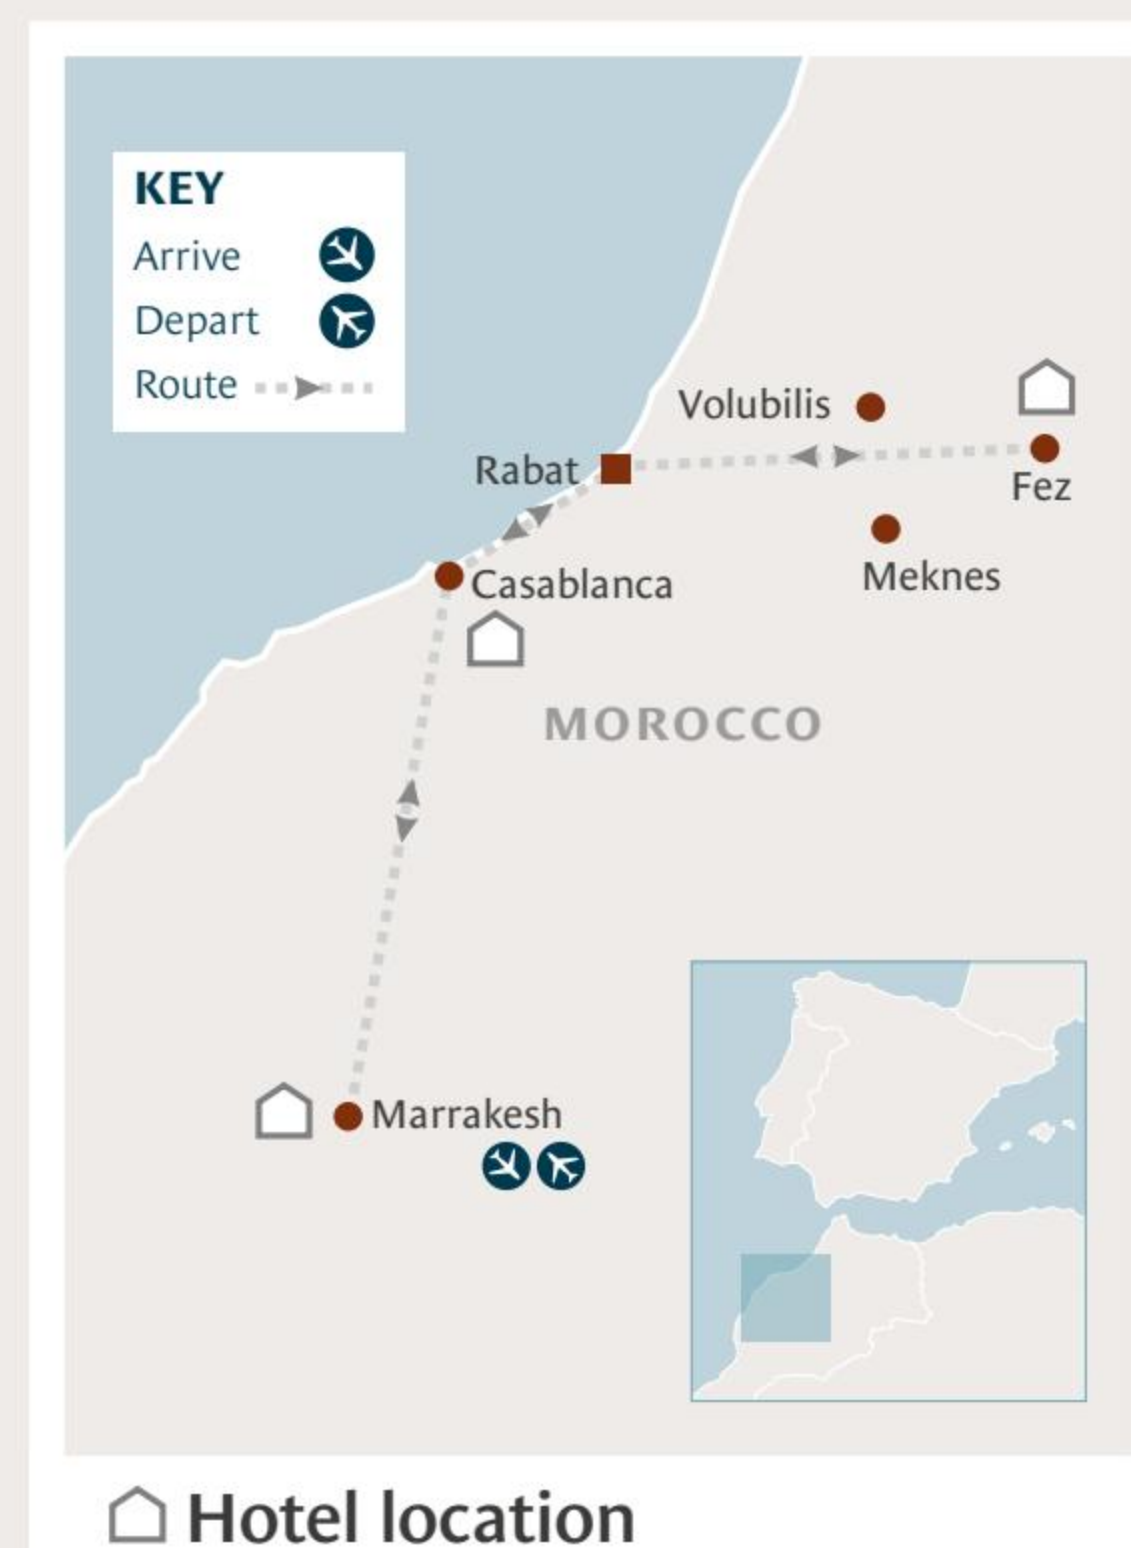 KEY
Arrive
Depart
Route
Volubilis
Rabat
Fez
Casablanca
Meknes
MOROCCO
Marrakesh
Hotel location